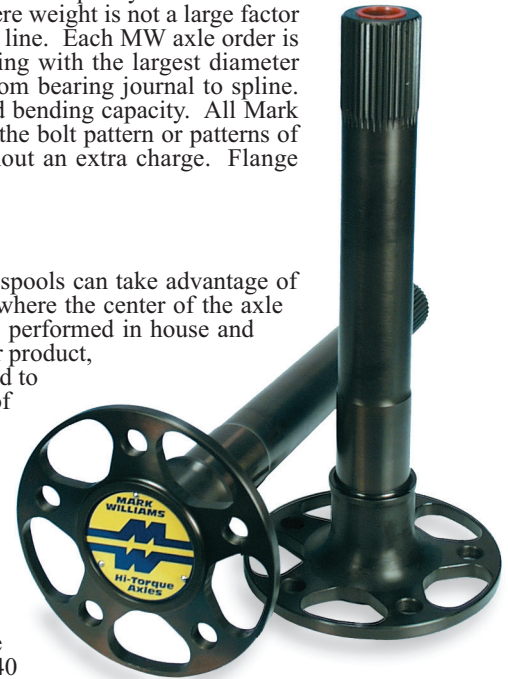 ere weight is not a large factor
line. Each MW axle order is
ing with the largest diameter
om bearing journal to spline.
d bending capacity. All Mark
the bolt pattern or patterns of
out an extra charge. Flange
spools can take advantage of
where the center of the axle
performed in house and
r product,
d to
of
MARK
WILLIAMS
MW
Hi-Torque
Axles
e
40